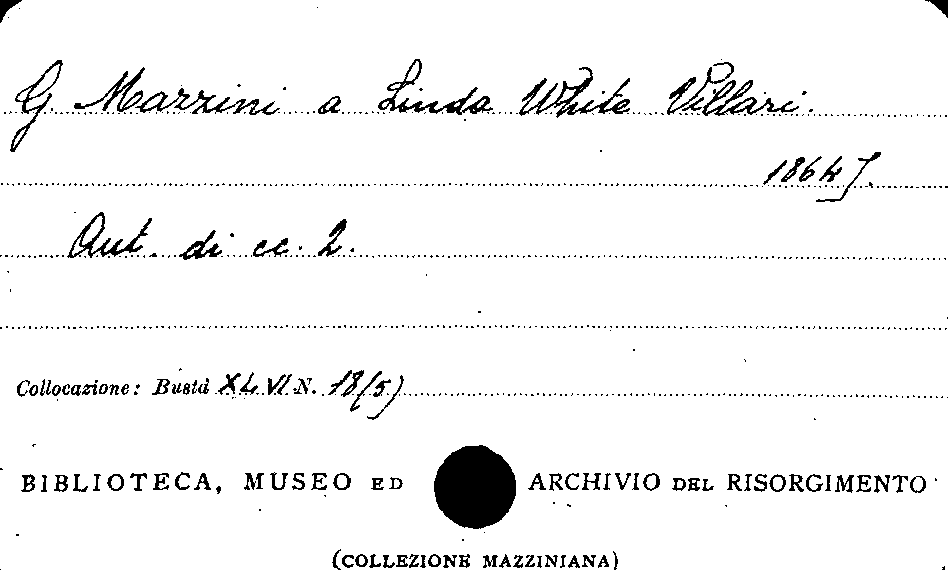 G. Mazzini a Linda White Villari.
1864].
Aut. di cc. 2.
Collocazione: Busta XLVI N. 18(5)
BIBLIOTECA, MUSEO ED ARCHIVIO DEL RISORGIMENTO
(COLLEZIONE MAZZINIANA)